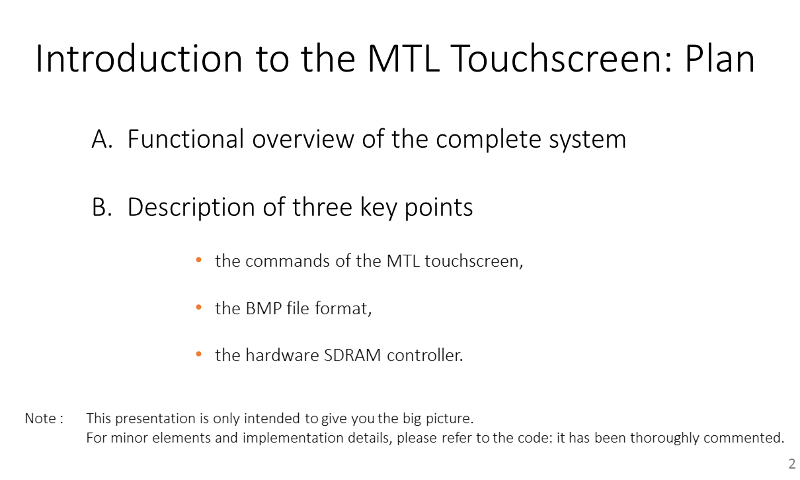 Introduction to the MTL Touchscreen: Plan
A. Functional overview of the complete system
B. Description of three key points
• the commands of the MTL touchscreen,
• the BMP file format,
• the hardware SDRAM controller.
Note : This presentation is only intended to give you the big picture.
For minor elements and implementation details, please refer to the code: it has been thoroughly commented.
2